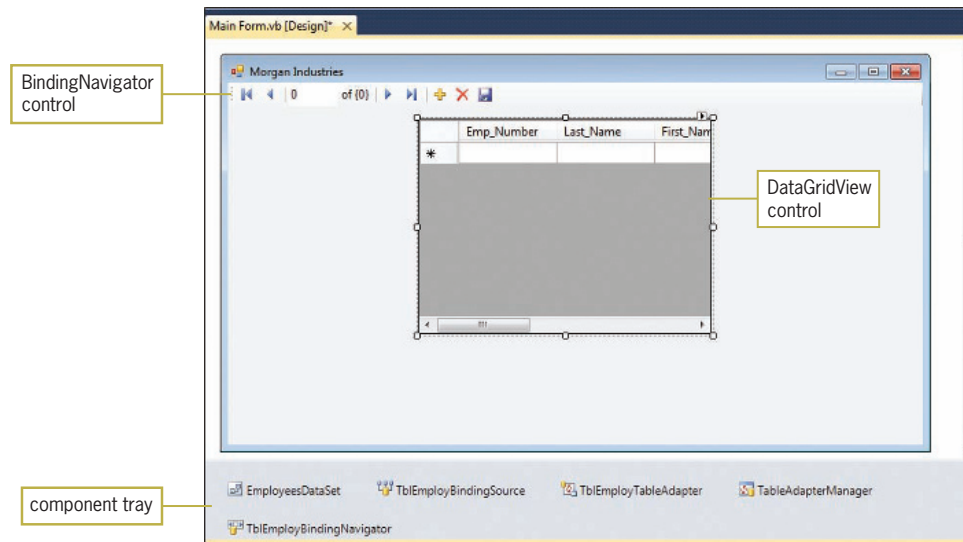 Main Form.vb [Design]*
Morgan Industries
BindingNavigator
control
0 of {0}
Emp_Number Last_Name First_Nam
DataGridView
control
EmployeesDataSet TblEmployBindingSource TblEmployTableAdapter TableAdapterManager
component tray
TblEmployBindingNavigator